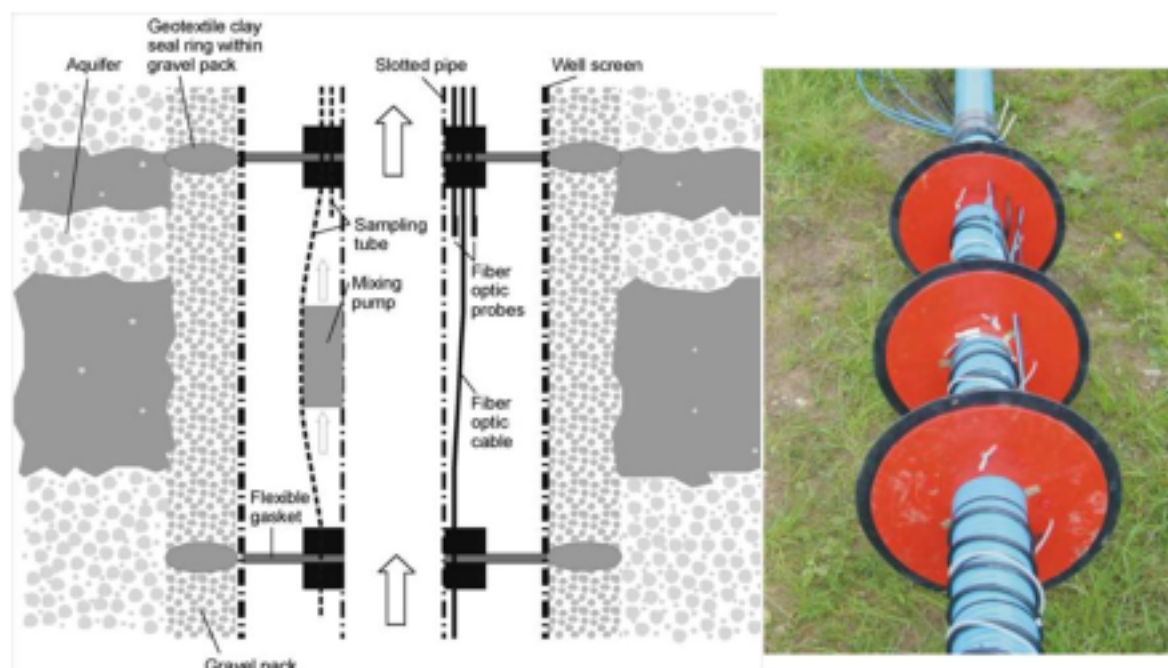 Geotextile clay
seal ring within
gravel pack
Aquifer
Slotted pipe
Well screen
Sampling
tube
Mixing
pump
Fiber
optic
probes
Fiber
optic
cable
Flexible
gasket
Gravel pack